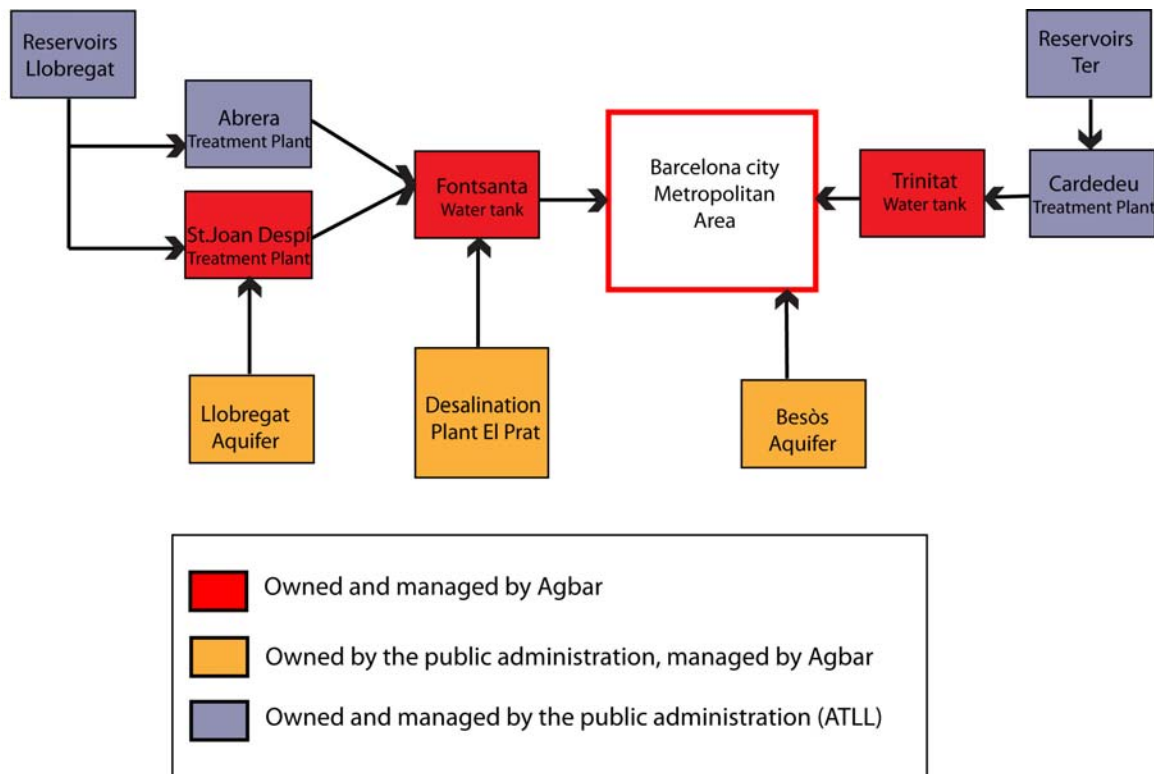 Reservoirs
Llobregat
Reservoirs
Ter
Abrera
Treatment Plant
Fontsanta
Water tank
Barcelona city
Metropolitan
Area
Trinitat
Water tank
Cardedeu
Treatment Plant
St.Joan Despí
Treatment Plant
Llobregat
Aquifer
Desalination
Plant El Prat
Besòs
Aquifer
Owned and managed by Agbar
Owned by the public administration, managed by Agbar
Owned and managed by the public administration (ATLL)